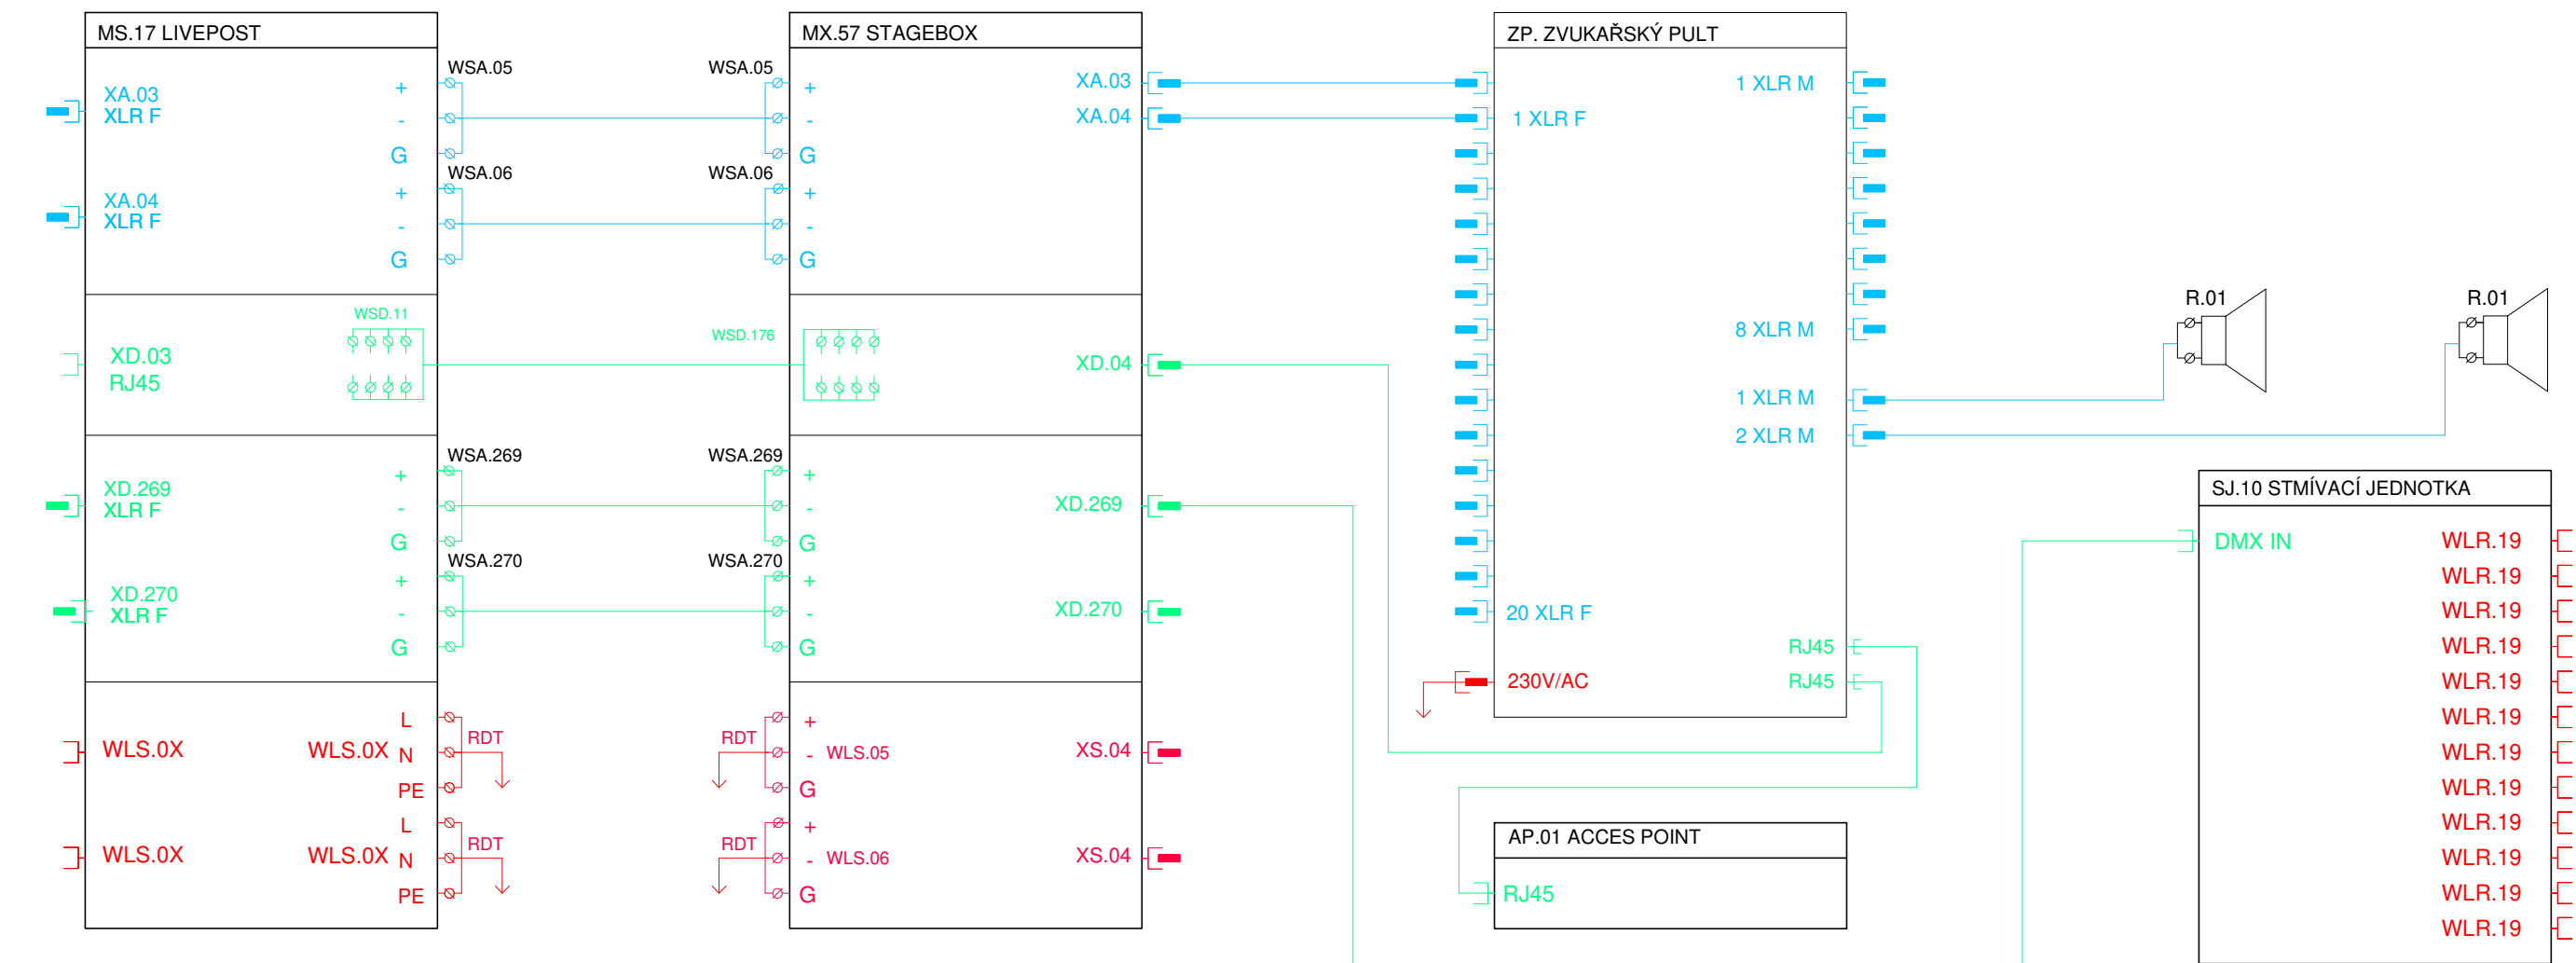 MS.17 LIVEPOST
XA.03
XLR F
+
-
G
XA.04
XLR F
+
-
G
WSA.05
WSA.06
WSD.11
XD.03
RJ45
XD.269
XLR F
+
-
G
XD.270
XLR F
+
-
G
WSA.269
WSA.270
WLS.0X
WLS.0X
L
N
PE
RDT
WLS.0X
WLS.0X
L
N
PE
RDT
MX.57 STAGEBOX
WSA.05
+
-
G
WSA.06
+
-
G
XA.03
XA.04
WSD.176
XD.04
WSA.269
+
-
G
XD.269
WSA.270
+
-
G
XD.270
RDT
+
- WLS.05
G
XS.04
RDT
+
- WLS.06
G
XS.04
ZP. ZVUKAŘSKÝ PULT
1 XLR M
1 XLR F
8 XLR M
1 XLR M
2 XLR M
20 XLR F
RJ45
230V/AC
RJ45
AP.01 ACCES POINT
RJ45
R.01
R.01
SJ.10 STMÍVACÍ JEDNOTKA
DMX IN
WLR.19
WLR.19
WLR.19
WLR.19
WLR.19
WLR.19
WLR.19
WLR.19
WLR.19
WLR.19
WLR.19
WLR.19